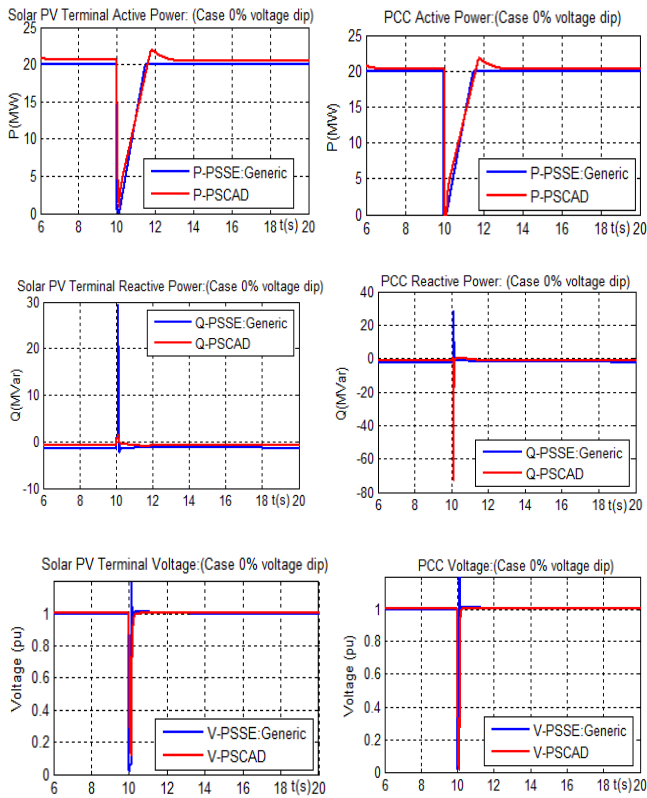 Solar PV Terminal Active Power: (Case 0% voltage dip)
25
20
15
10
5
0
P(MW)
P-PSSE:Generic
P-PSCAD
6 8 10 12 14 16 18 t(s) 20
PCC Active Power: (Case 0% voltage dip)
25
20
15
10
5
0
P(MW)
P-PSSE:Generic
P-PSCAD
6 8 10 12 14 16 18 t(s) 20
Solar PV Terminal Reactive Power:(Case 0% voltage dip)
30
20
10
0
-10
Q(MVar)
Q-PSSE:Generic
Q-PSCAD
6 8 10 12 14 16 18 t(s) 20
PCC Reactive Power: (Case 0% voltage dip)
40
20
0
-20
-40
-60
-80
Q(MVar)
Q-PSSE:Generic
Q-PSCAD
6 8 10 12 14 16 18 t(s) 20
Solar PV Terminal Voltage:(Case 0% voltage dip)
1
0.8
0.6
0.4
0.2
0
Voltage (pu)
V-PSSE:Generic
V-PSCAD
6 8 10 12 14 16 18 t(s) 20
PCC Voltage:(Case 0% voltage dip)
1
0.8
0.6
0.4
0.2
0
Voltage (pu)
V-PSSE:Generic
V-PSCAD
6 8 10 12 14 16 18 t(s) 20